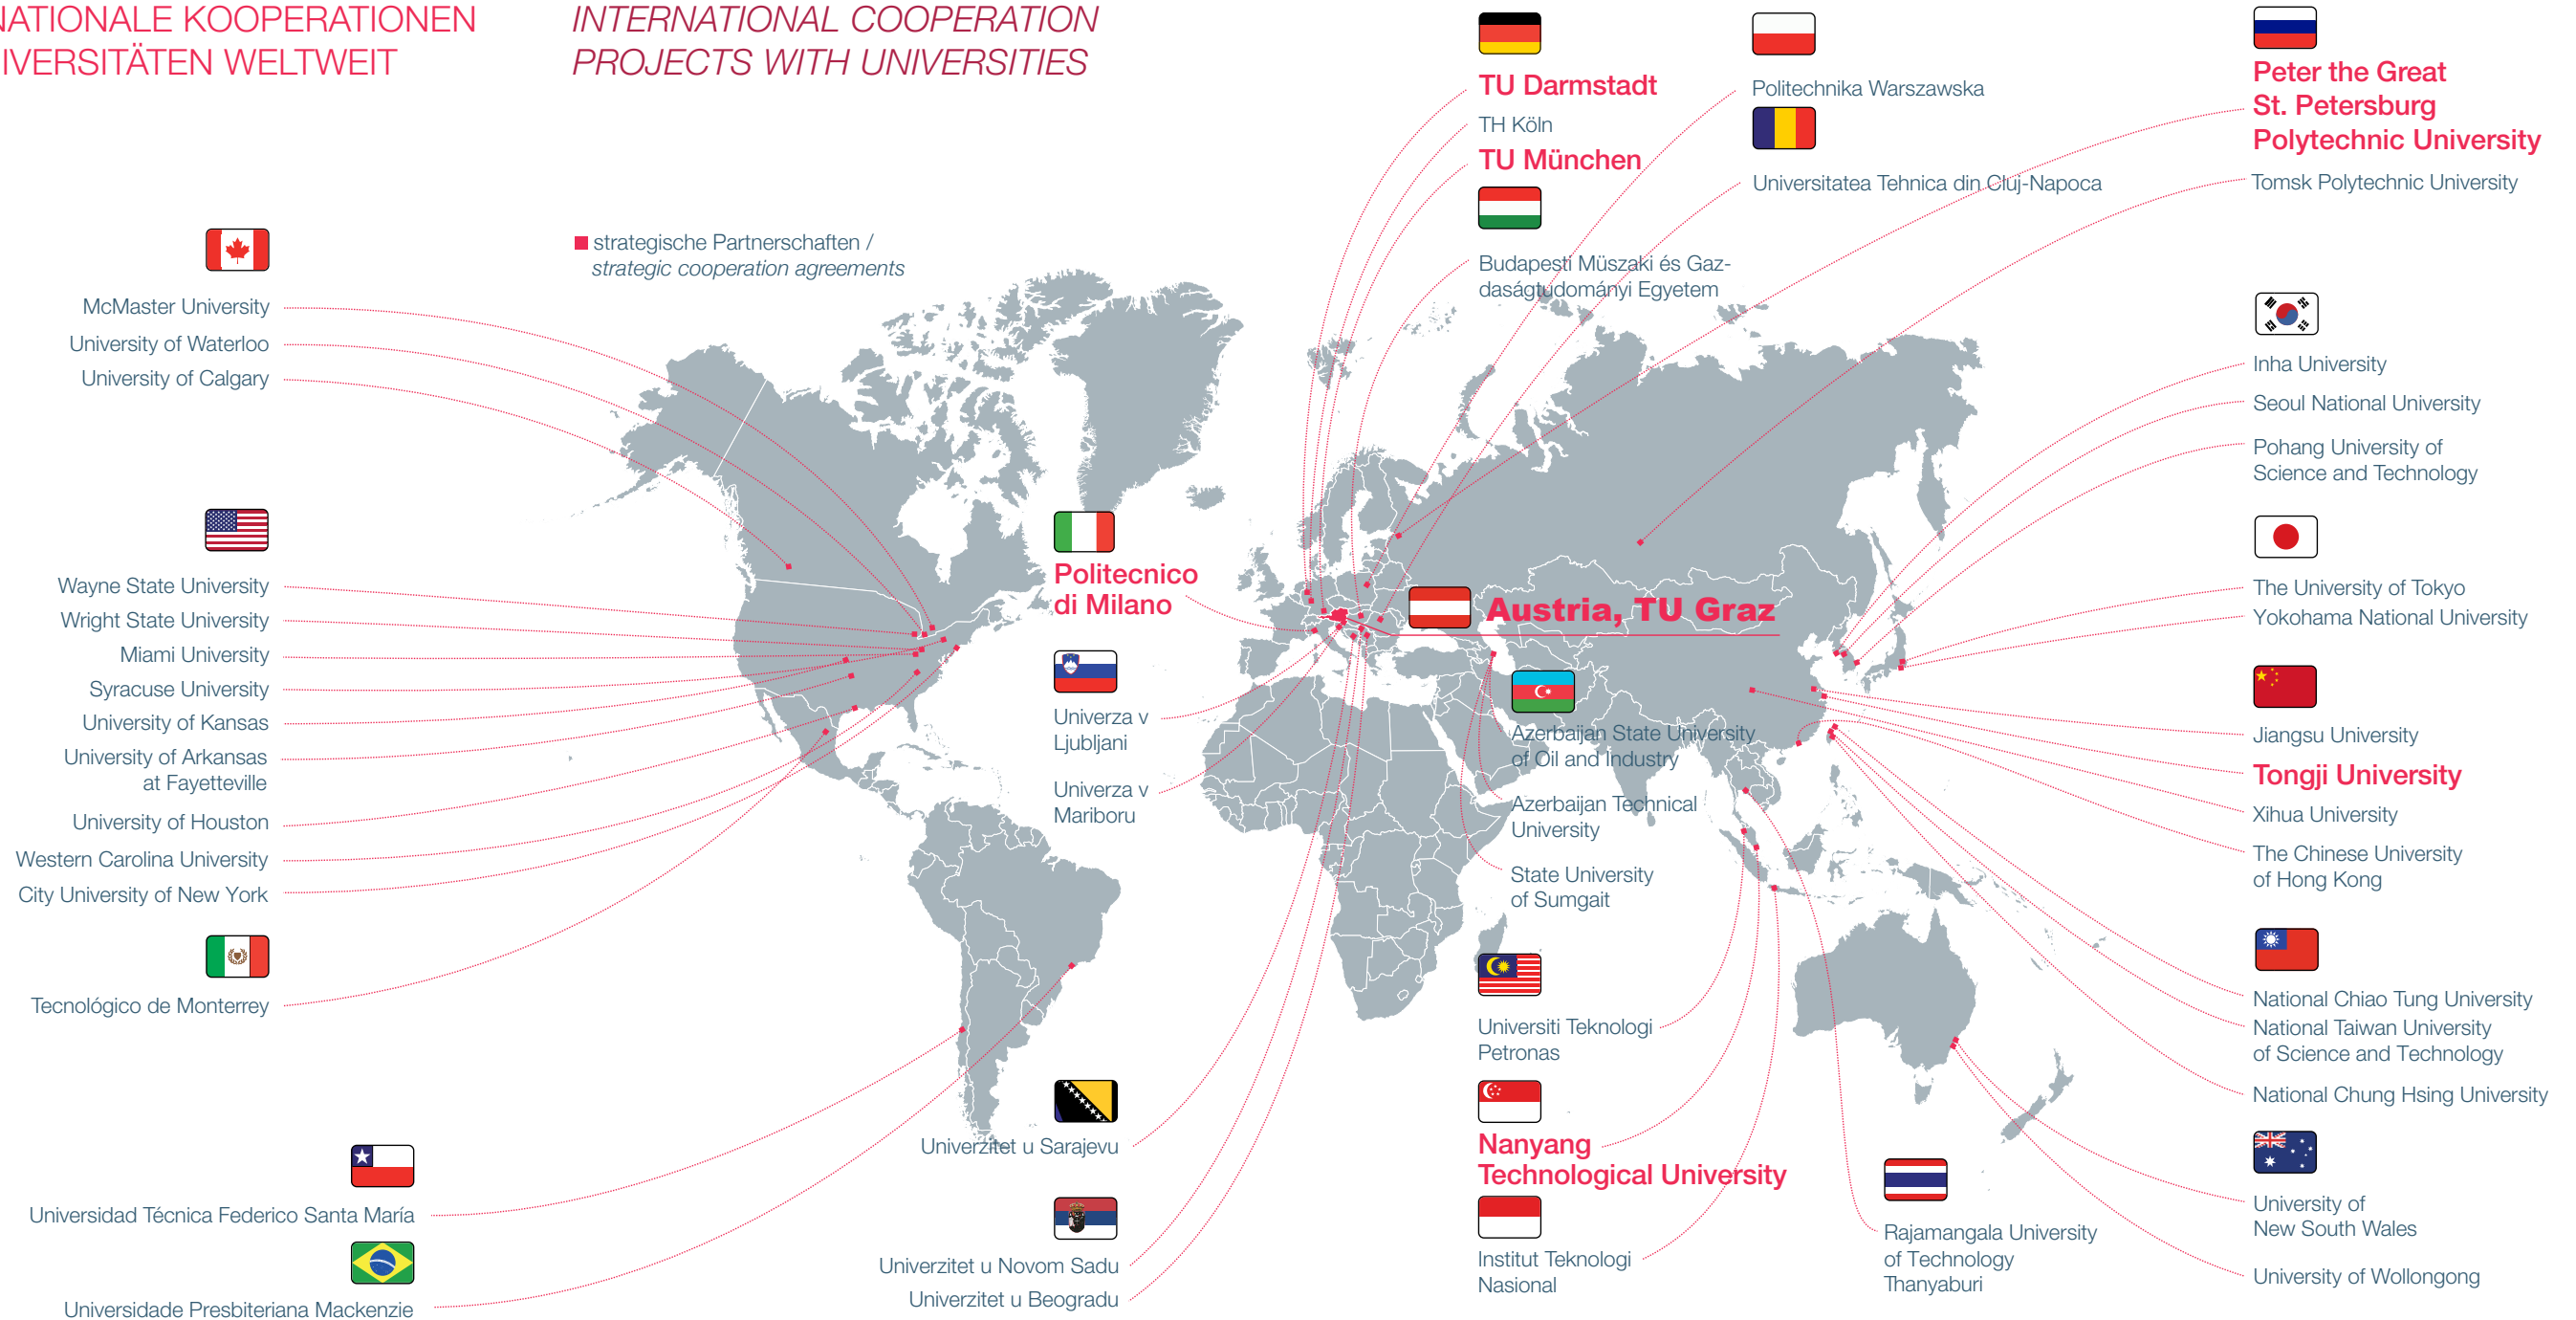 NATIONALE KOOPERATIONEN
IVERSITÄTEN WELTWEIT
INTERNATIONAL COOPERATION
PROJECTS WITH UNIVERSITIES
strategische Partnerschaften /
strategic cooperation agreements
McMaster University
University of Waterloo
University of Calgary
Wayne State University
Wright State University
Miami University
Syracuse University
University of Kansas
University of Arkansas
at Fayetteville
University of Houston
Western Carolina University
City University of New York
Tecnológico de Monterrey
Universidad Técnica Federico Santa María
Universidade Presbiteriana Mackenzie
Politecnico
di Milano
Univerza v
Ljubljani
Univerza v
Mariboru
Univerzitet u Sarajevu
Univerzitet u Novom Sadu
Univerzitet u Beogradu
TU Darmstadt
TH Köln
TU München
Budapesti Müszaki és Gaz-
daságtudományi Egyetem
Politechnika Warszawska
Universitatea Tehnica din Cluj-Napoca
Austria, TU Graz
Azerbaijan State University
of Oil and Industry
Azerbaijan Technical
University
State University
of Sumgait
Universiti Teknologi
Petronas
Nanyang
Technological University
Institut Teknologi
Nasional
Rajamangala University
of Technology
Thanyaburi
Peter the Great
St. Petersburg
Polytechnic University
Tomsk Polytechnic University
Inha University
Seoul National University
Pohang University of
Science and Technology
The University of Tokyo
Yokohama National University
Jiangsu University
Tongji University
Xihua University
The Chinese University
of Hong Kong
National Chiao Tung University
National Taiwan University
of Science and Technology
National Chung Hsing University
University of
New South Wales
University of Wollongong